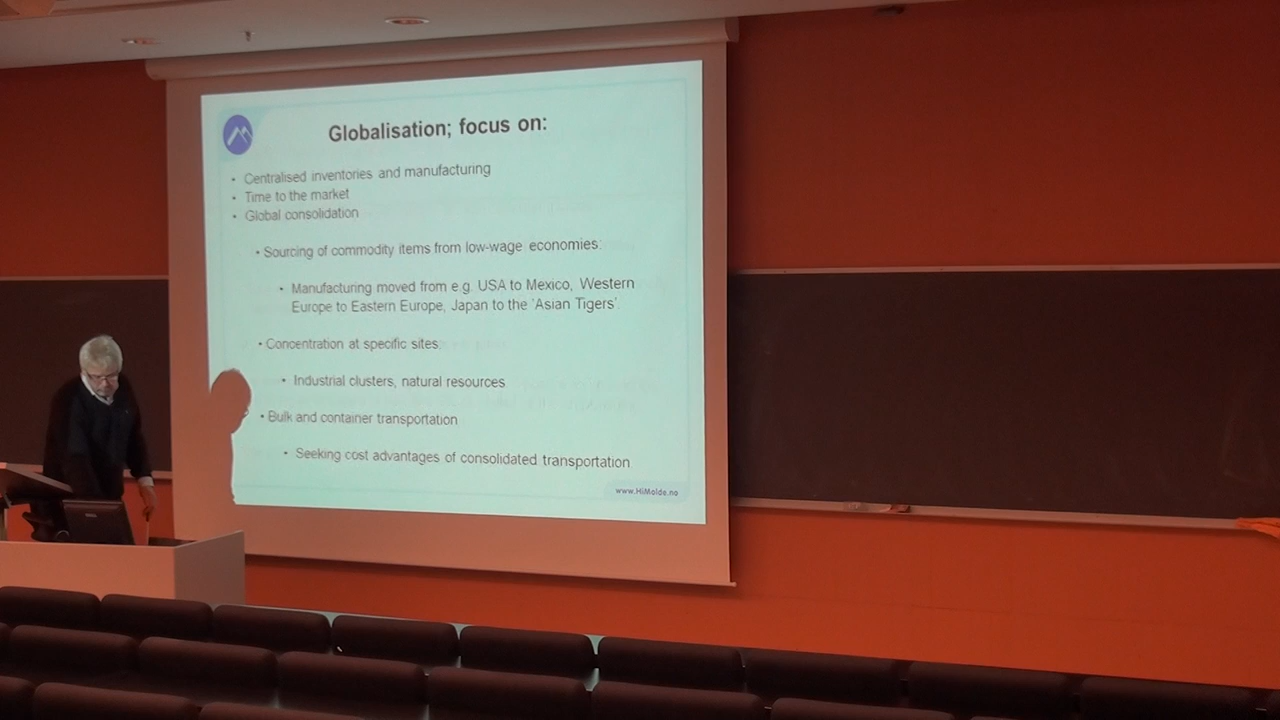 Globalisation; focus on:
• Centralised inventories and manufacturing
• Time to the market
• Global consolidation
• Sourcing of commodity items from low-wage economies.
• Manufacturing moved from e.g. USA to Mexico, Western
Europe to Eastern Europe, Japan to the 'Asian Tigers'.
• Concentration at specific sites
• Industrial clusters, natural resources
• Bulk and container transportation
• Seeking cost advantages of consolidated transportation
www.HiMolde.no